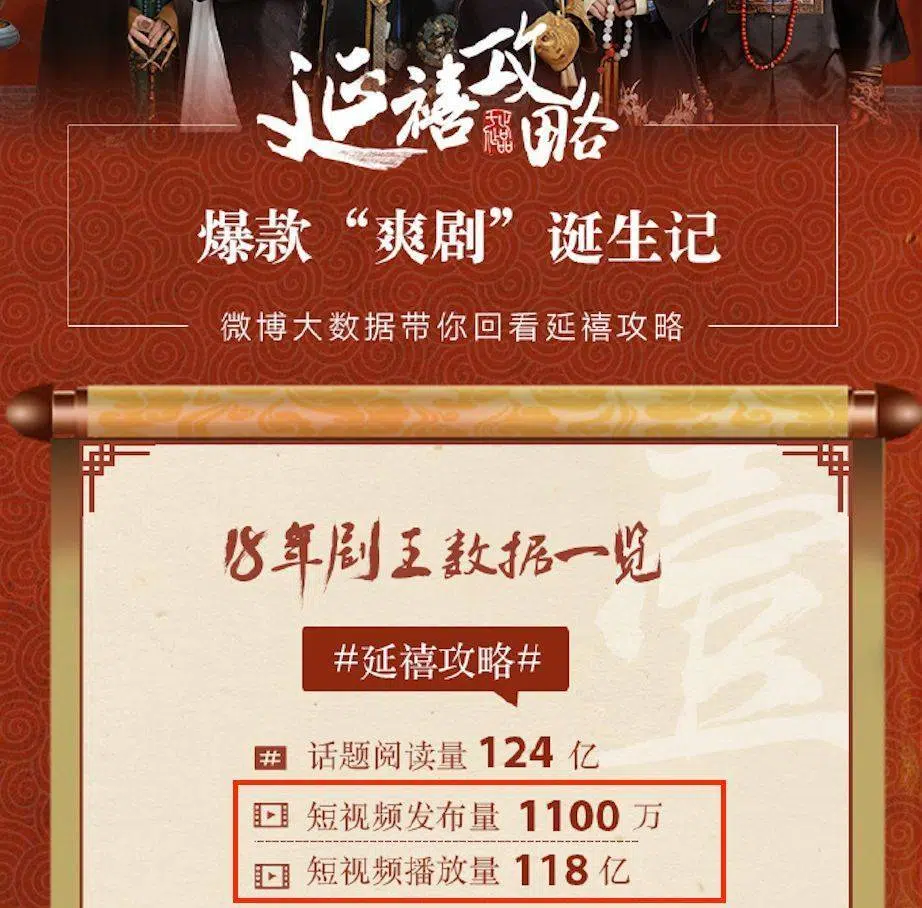 延禧攻略
爆款“爽剧”诞生记
微博大数据带你回看延禧攻略
壹
18年剧王数据一览
#延禧攻略#
# 话题阅读量 124 亿
短视频发布量 1100 万
短视频播放量 118 亿